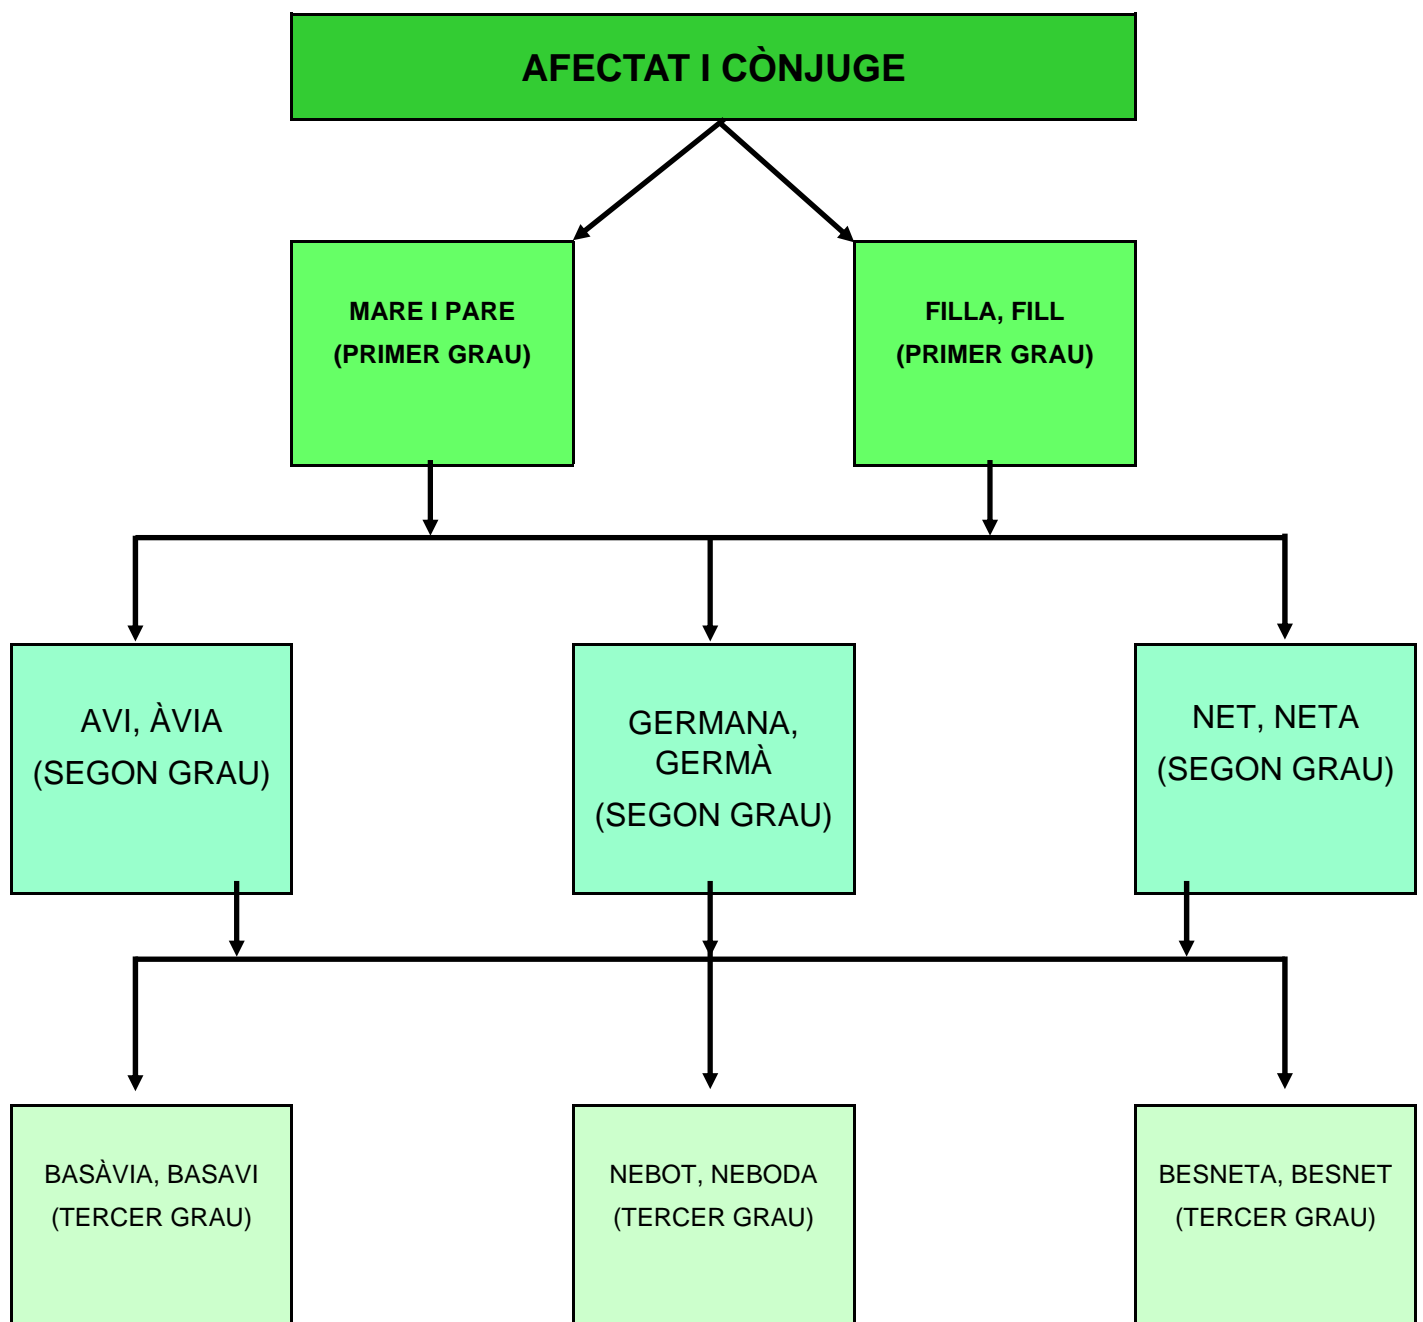 AFECTAT I CÒNJUGE
MARE I PARE
(PRIMER GRAU)
FILLA, FILL
(PRIMER GRAU)
AVI, ÀVIA
(SEGON GRAU)
GERMANA,
GERMÀ
(SEGON GRAU)
NET, NETA
(SEGON GRAU)
BASÀVIA, BASAVI
(TERCER GRAU)
NEBOT, NEBODA
(TERCER GRAU)
BESNETA, BESNET
(TERCER GRAU)